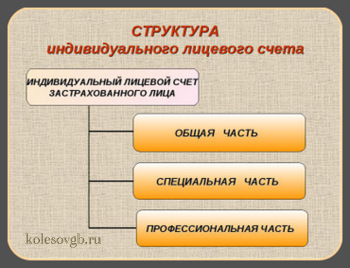 СТРУКТУРА
индивидуального лицевого счета
ИНДИВИДУАЛЬНЫЙ ЛИЦЕВОЙ СЧЕТ
ЗАСТРАХОВАННОГО ЛИЦА
ОБЩАЯ ЧАСТЬ
СПЕЦИАЛЬНАЯ ЧАСТЬ
ПРОФЕССИОНАЛЬНАЯ ЧАСТЬ
kolesovgb.ru